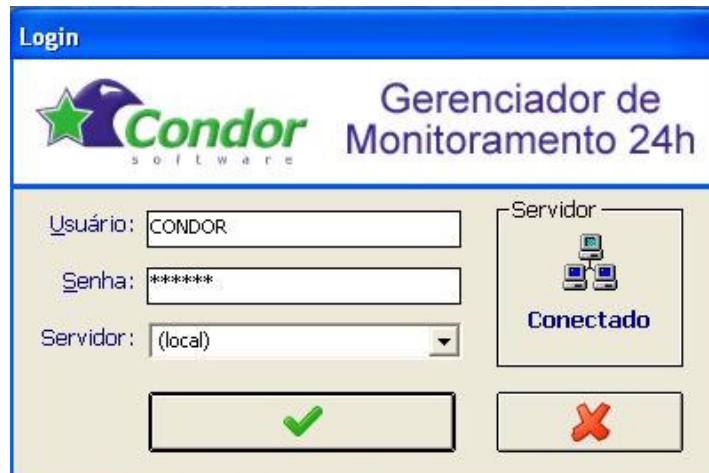 Login
Condor
software
Gerenciador de
Monitoramento 24h
Usuário: CONDOR
Senha: ******
Servidor: (local)
Servidor
Conectado